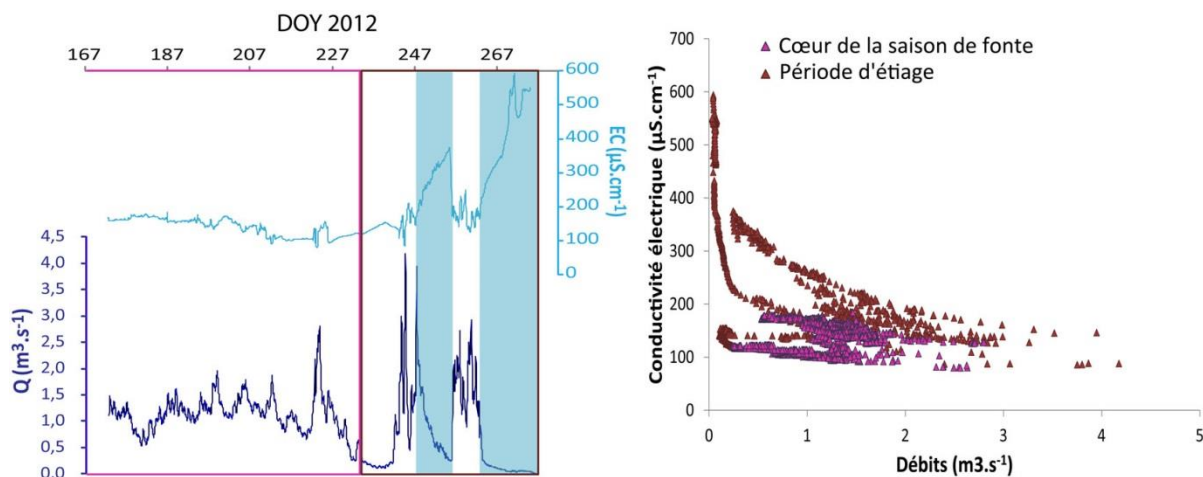 DOY 2012
167 187 207 227 247 267
600
500
400
300
200
100
0
EC (µS.cm-1)
4,5
4,0
3,5
3,0
2,5
2,0
1,5
1,0
0,5
0,0
Q (m3.s-1)
700
600
500
400
300
200
100
0
Conductivité électrique (µS.cm-1)
Cœur de la saison de fonte
Période d'étiage
0 1 2 3 4 5
Débits (m3.s-1)